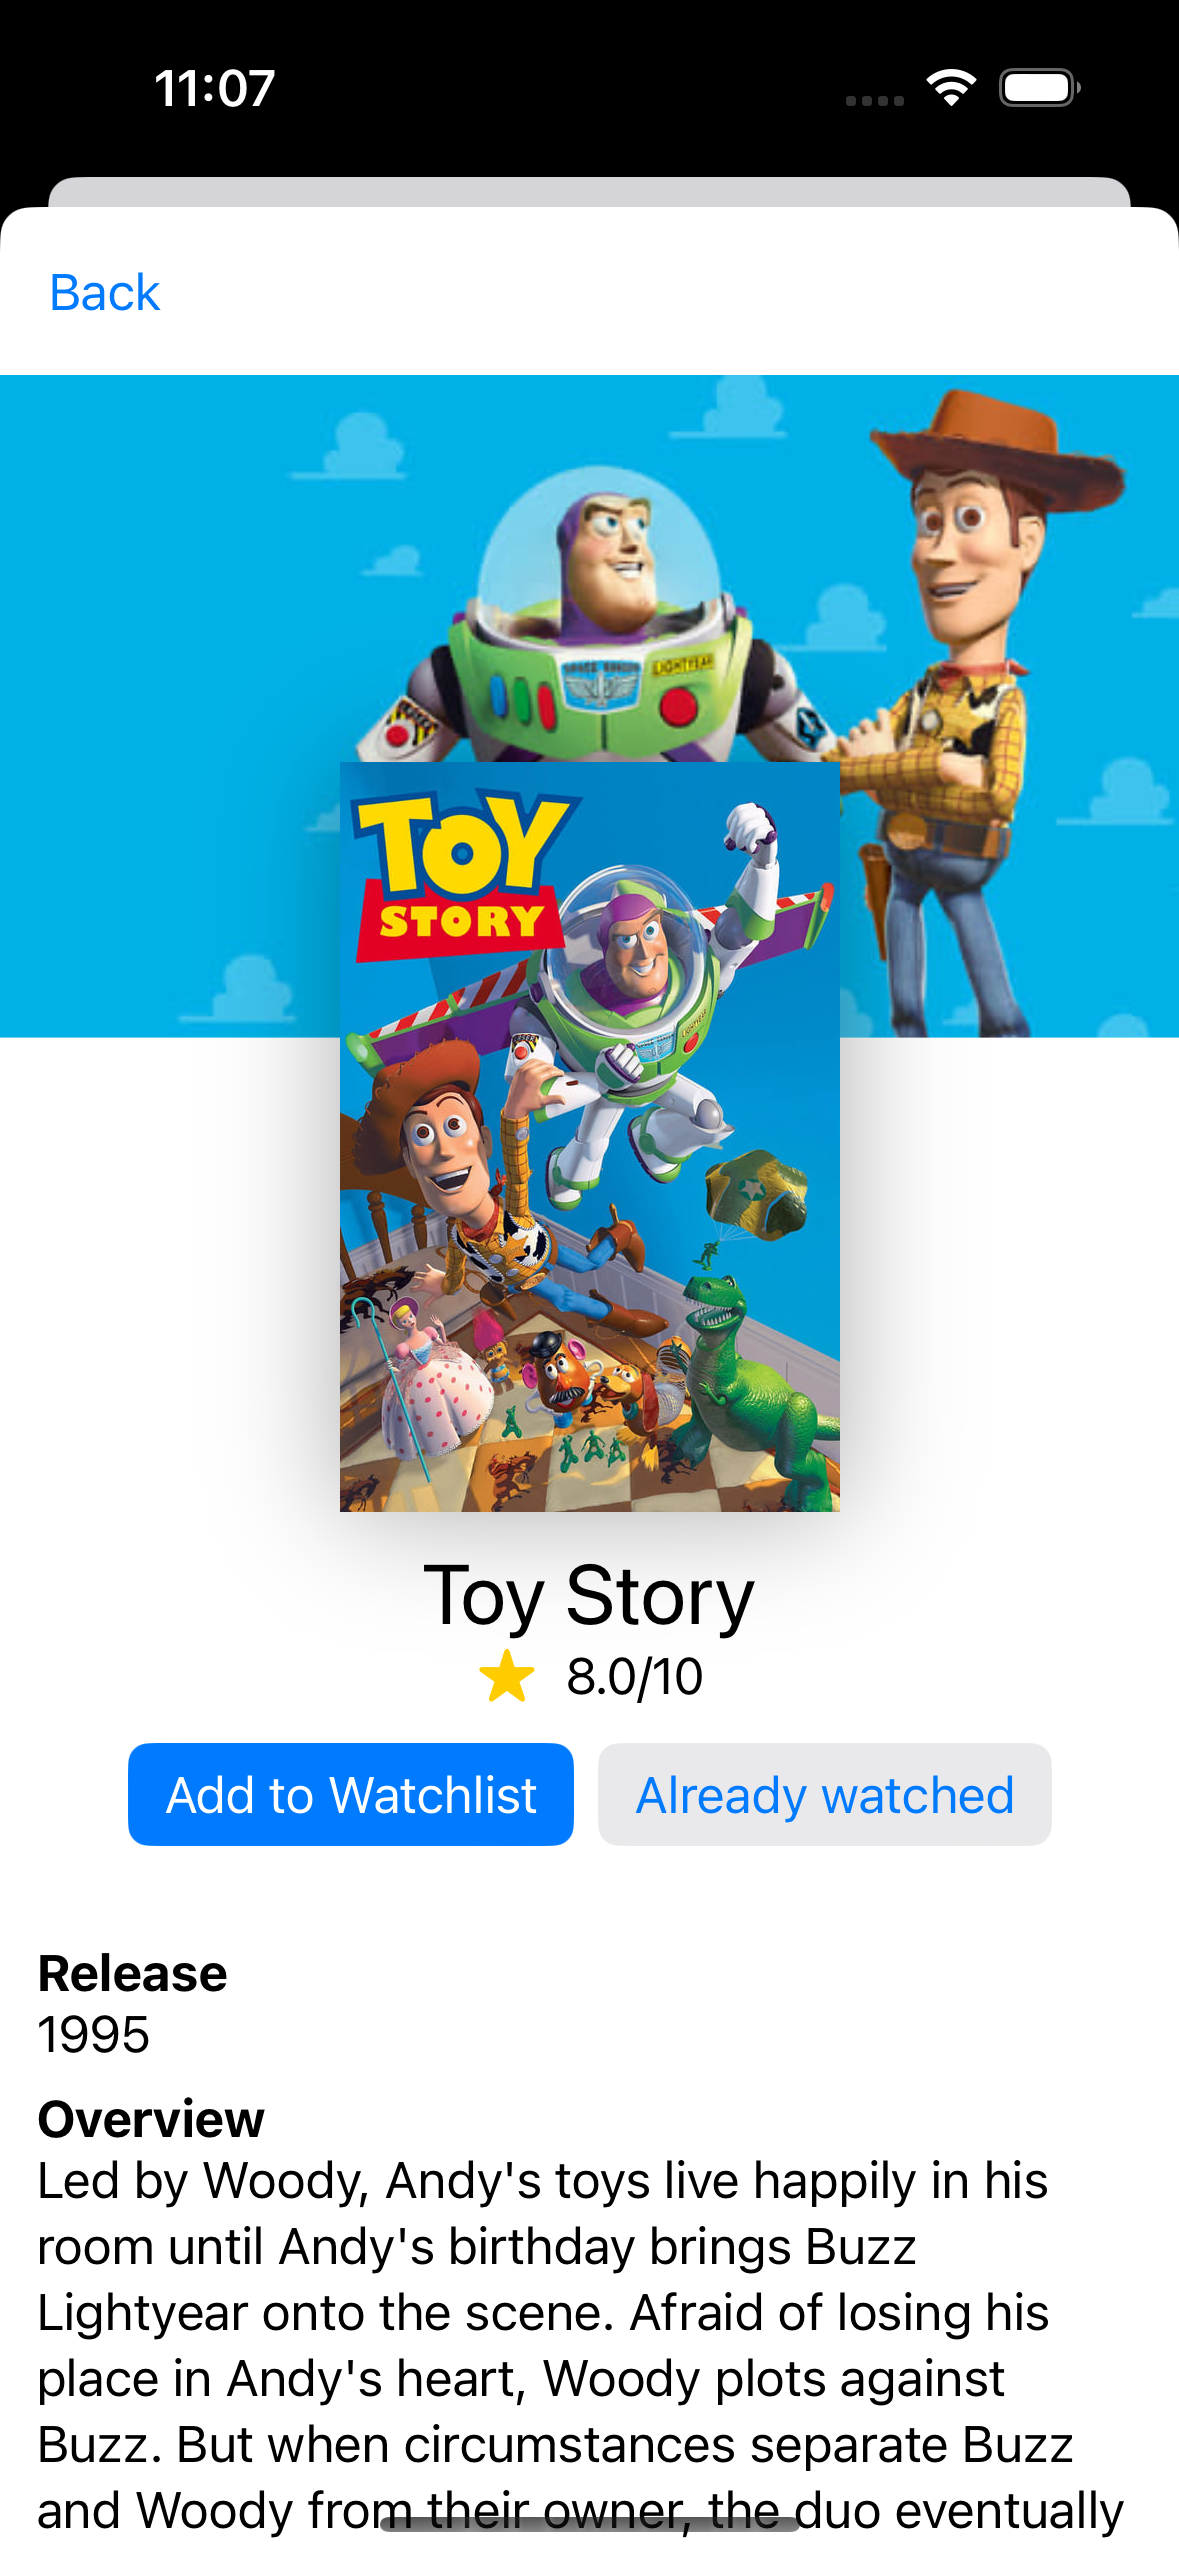 11:07
Back
SPACE RANGER
LIGHTYEAR
TOY
STORY
Toy Story
8.0/10
Add to Watchlist
Already watched
Release
1995
Overview
Led by Woody, Andy's toys live happily in his
room until Andy's birthday brings Buzz
Lightyear onto the scene. Afraid of losing his
place in Andy's heart, Woody plots against
Buzz. But when circumstances separate Buzz
and Woody from their owner, the duo eventually